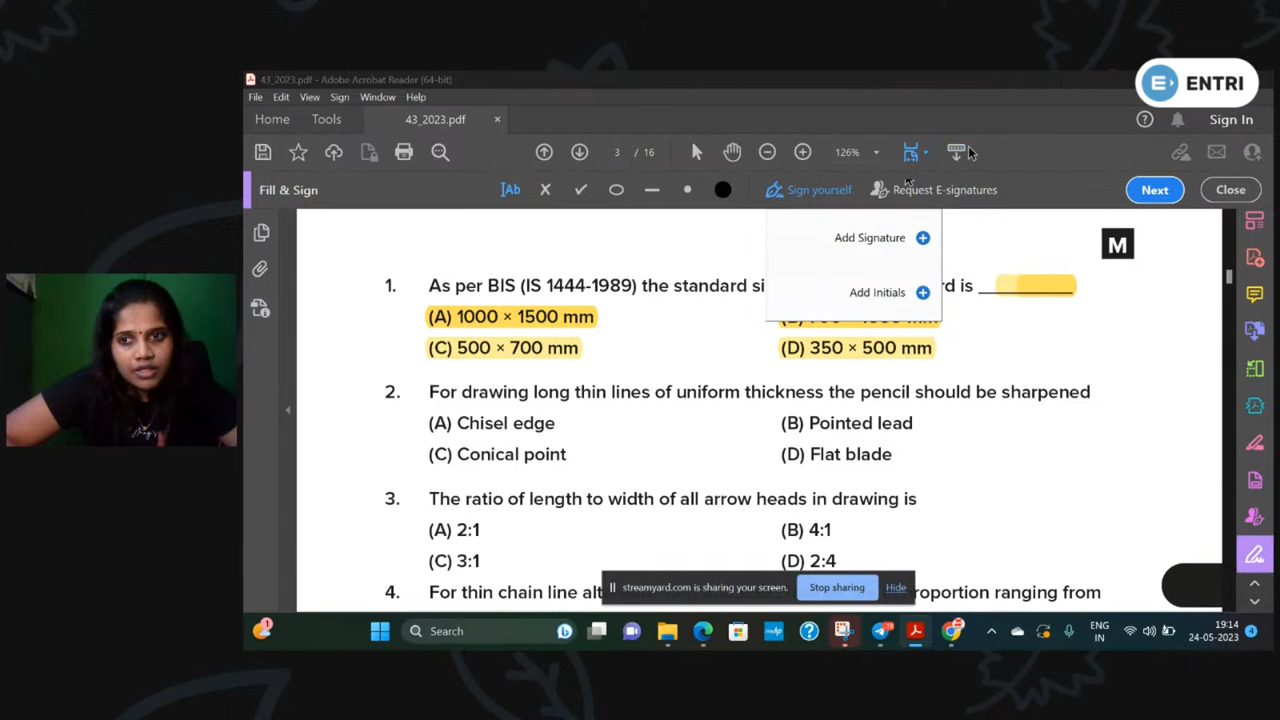 ENTRI
43_2023.pdf - Adobe Acrobat Reader (64-bit)
File Edit View Sign Window Help
Home Tools 43_2023.pdf × Sign In
3 / 16 126%
Fill & Sign Ab Sign yourself Request E-signatures Next Close
Add Signature
Add Initials
M
1. As per BIS (IS 1444-1989) the standard si rd is ________
(A) 1000 × 1500 mm
(C) 500 × 700 mm (D) 350 × 500 mm
2. For drawing long thin lines of uniform thickness the pencil should be sharpened
(A) Chisel edge (B) Pointed lead
(C) Conical point (D) Flat blade
3. The ratio of length to width of all arrow heads in drawing is
(A) 2:1 (B) 4:1
(C) 3:1 (D) 2:4
streamyard.com is sharing your screen. Stop sharing Hide
4. For thin chain line alt roportion ranging from
Search
ENG
IN
19:14
24-05-2023